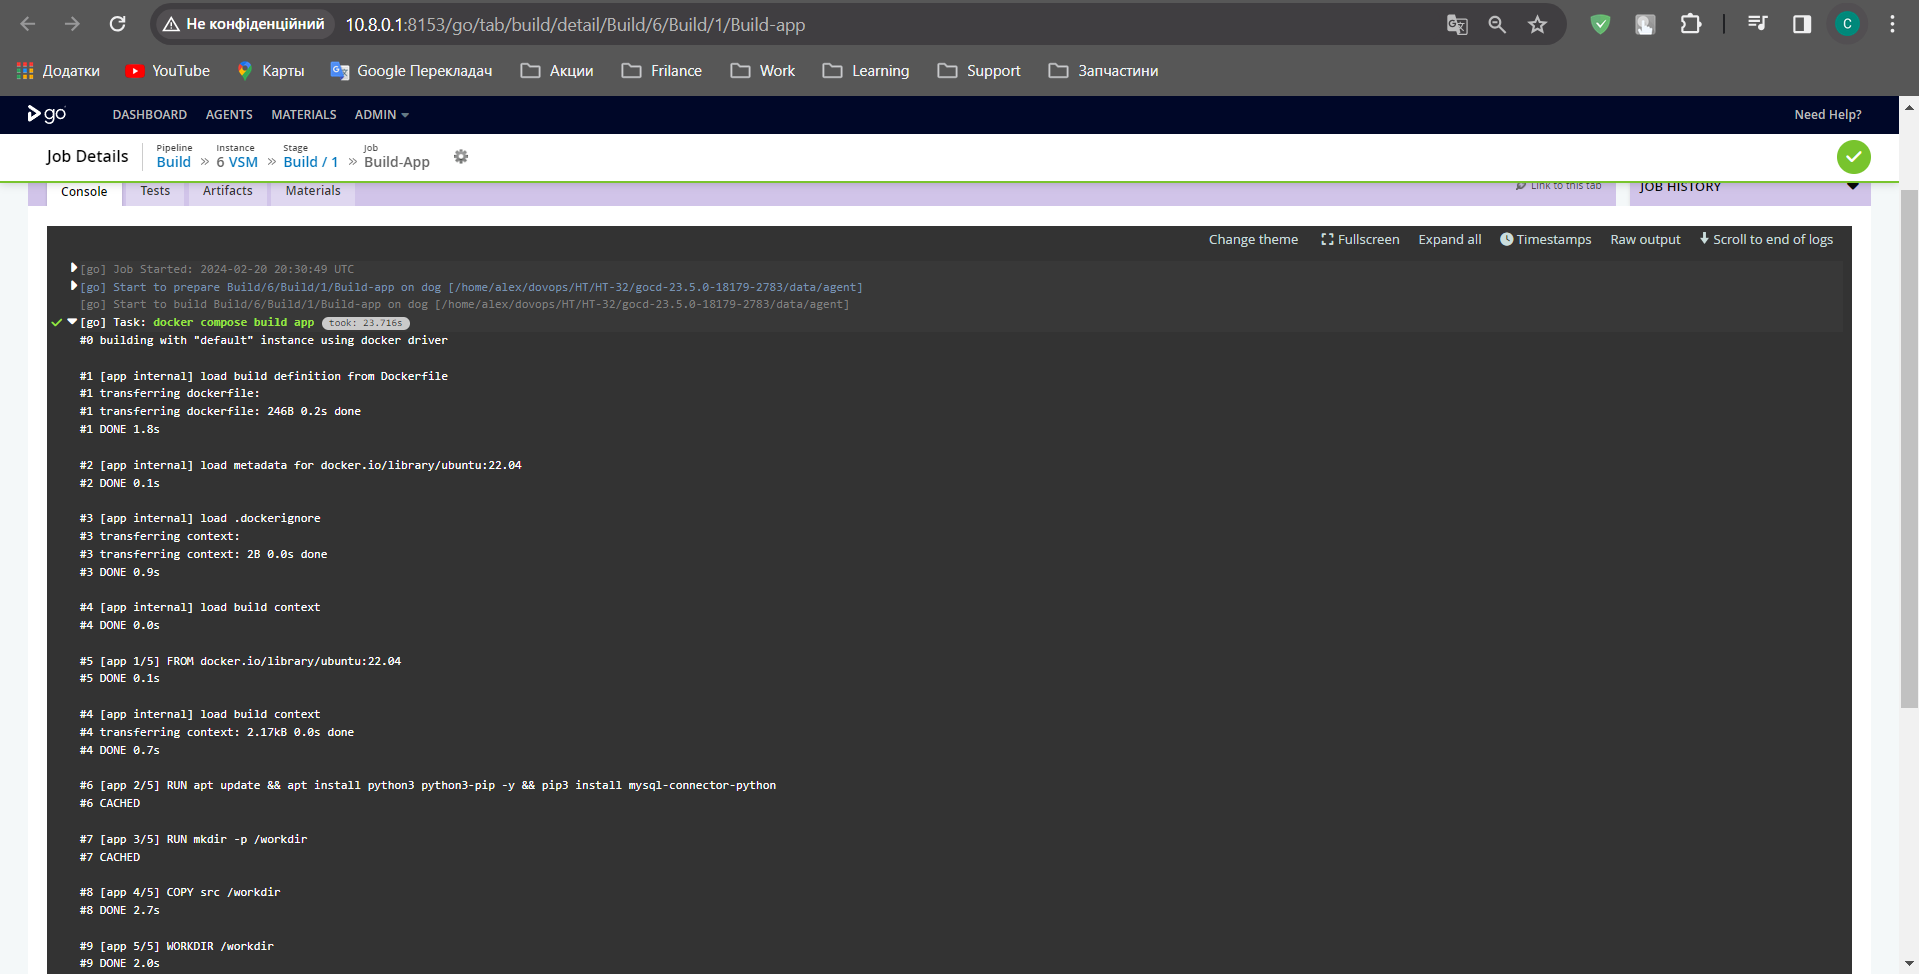 Не конфіденційний 10.8.0.1:8153/go/tab/build/detail/Build/6/Build/1/Build-app C
Додатки YouTube Карты Google Перекладач Акции Frilance Work Learning Support Запчастини
go DASHBOARD AGENTS MATERIALS ADMIN Need Help?
Pipeline Instance Stage Job
Job Details Build » 6 VSM » Build / 1 » Build-App
Console Tests Artifacts Materials Link to this tab JOB HISTORY
Change theme Fullscreen Expand all Timestamps Raw output Scroll to end of logs
[go] Job Started: 2024-02-20 20:30:49 UTC
[go] Start to prepare Build/6/Build/1/Build-app on dog [/home/alex/dovops/HT/HT-32/gocd-23.5.0-18179-2783/data/agent]
[go] Start to build Build/6/Build/1/Build-app on dog [/home/alex/dovops/HT/HT-32/gocd-23.5.0-18179-2783/data/agent]
[go] Task: docker compose build app took: 23.716s
#0 building with "default" instance using docker driver
#1 [app internal] load build definition from Dockerfile
#1 transferring dockerfile:
#1 transferring dockerfile: 246B 0.2s done
#1 DONE 1.8s
#2 [app internal] load metadata for docker.io/library/ubuntu:22.04
#2 DONE 0.1s
#3 [app internal] load .dockerignore
#3 transferring context:
#3 transferring context: 2B 0.0s done
#3 DONE 0.9s
#4 [app internal] load build context
#4 DONE 0.0s
#5 [app 1/5] FROM docker.io/library/ubuntu:22.04
#5 DONE 0.1s
#4 [app internal] load build context
#4 transferring context: 2.17kB 0.0s done
#4 DONE 0.7s
#6 [app 2/5] RUN apt update && apt install python3 python3-pip -y && pip3 install mysql-connector-python
#6 CACHED
#7 [app 3/5] RUN mkdir -p /workdir
#7 CACHED
#8 [app 4/5] COPY src /workdir
#8 DONE 2.7s
#9 [app 5/5] WORKDIR /workdir
#9 DONE 2.0s